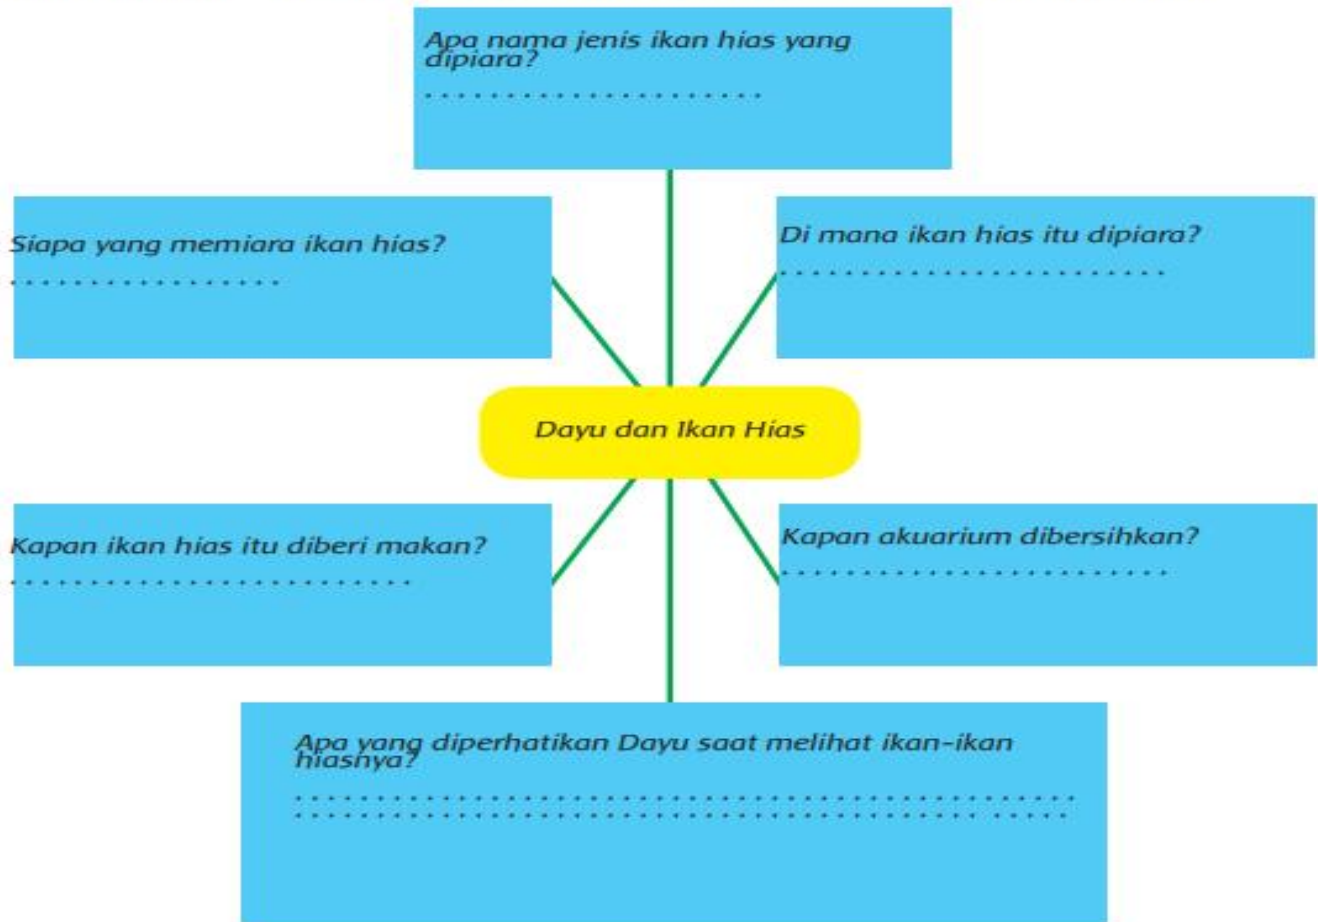 Apa nama jenis ikan hias yang
dipiara?
. . . . . . . . . . . . . . . . . . . . .
Siapa yang memiara ikan hias?
. . . . . . . . . . . . . . . . .
Di mana ikan hias itu dipiara?
. . . . . . . . . . . . . . . . . . . . . . . .
Dayu dan Ikan Hias
Kapan ikan hias itu diberi makan?
. . . . . . . . . . . . . . . . . . . . . . . . .
Kapan akuarium dibersihkan?
. . . . . . . . . . . . . . . . . . . . . . . .
Apa yang diperhatikan Dayu saat melihat ikan-ikan
hiasnya?
. . . . . . . . . . . . . . . . . . . . . . . . . . . . . . . . . . . . . . . . . . . . . . . .
. . . . . . . . . . . . . . . . . . . . . . . . . . . . . . . . . . . . . . . . . . . . . . .